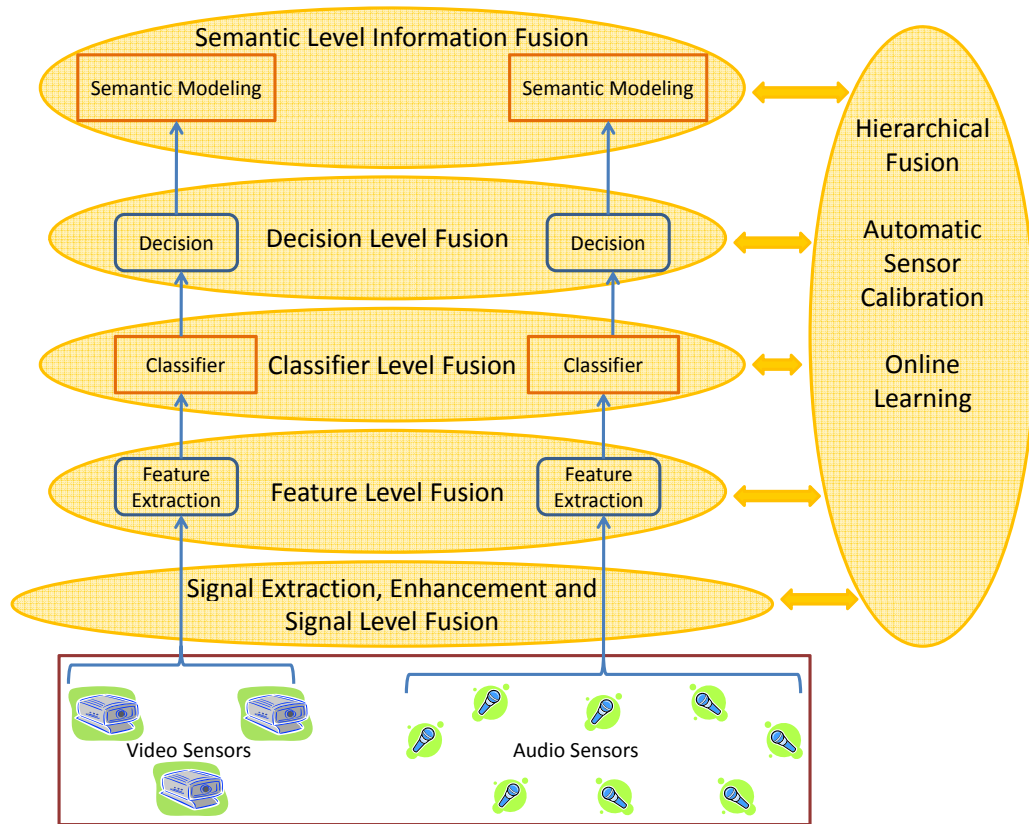 Semantic Level Information Fusion
Semantic Modeling
Semantic Modeling
Hierarchical
Fusion
Automatic
Sensor
Calibration
Online
Learning
Decision
Decision Level Fusion
Decision
Classifier
Classifier Level Fusion
Classifier
Feature
Extraction
Feature Level Fusion
Feature
Extraction
Signal Extraction, Enhancement and
Signal Level Fusion
Video Sensors
Audio Sensors